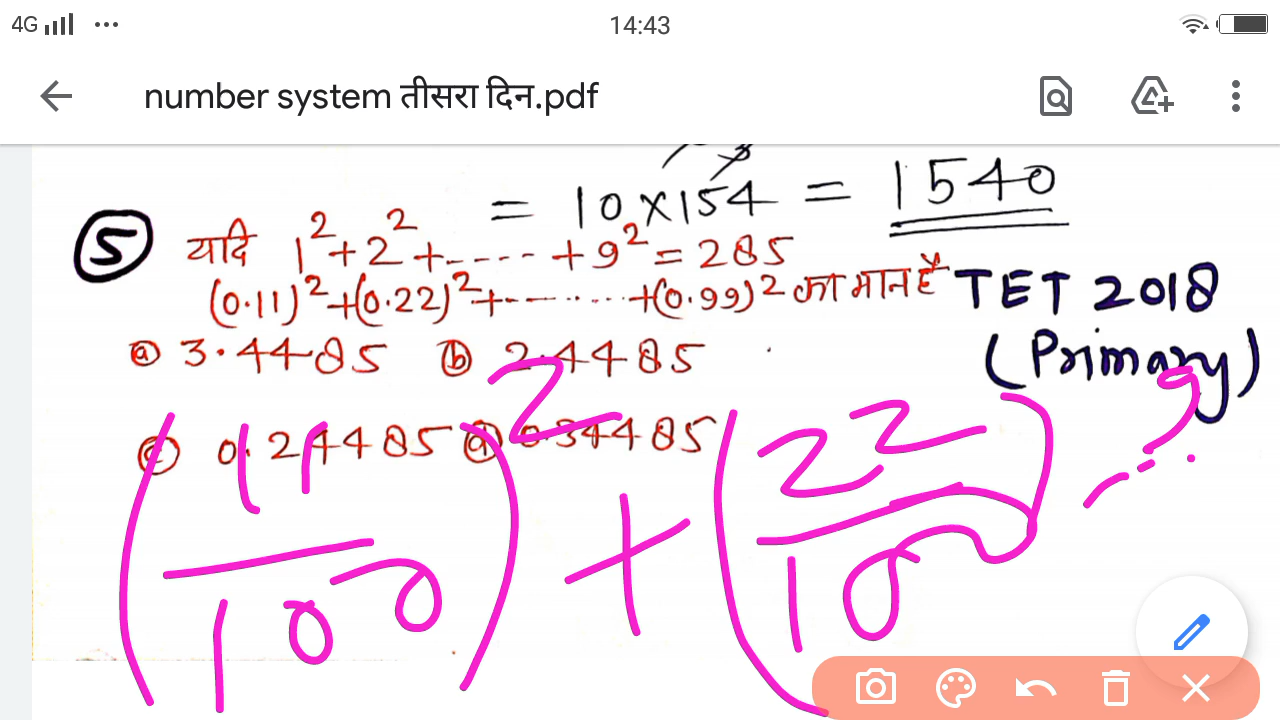 4G 14:43
number system तीसरा दिन.pdf
= 10×154 = 1540
⑤ यदि 1²+2²+-----+9²=285
(0.11)²+(0.22)²+-------+(0.99)² का मान है TET 2018
ⓐ 3.4485 ⓑ 2.4485 (Primary)
ⓒ 0.24485 ⓓ 0.34485
(11/100)² + (22/100)² --- ?